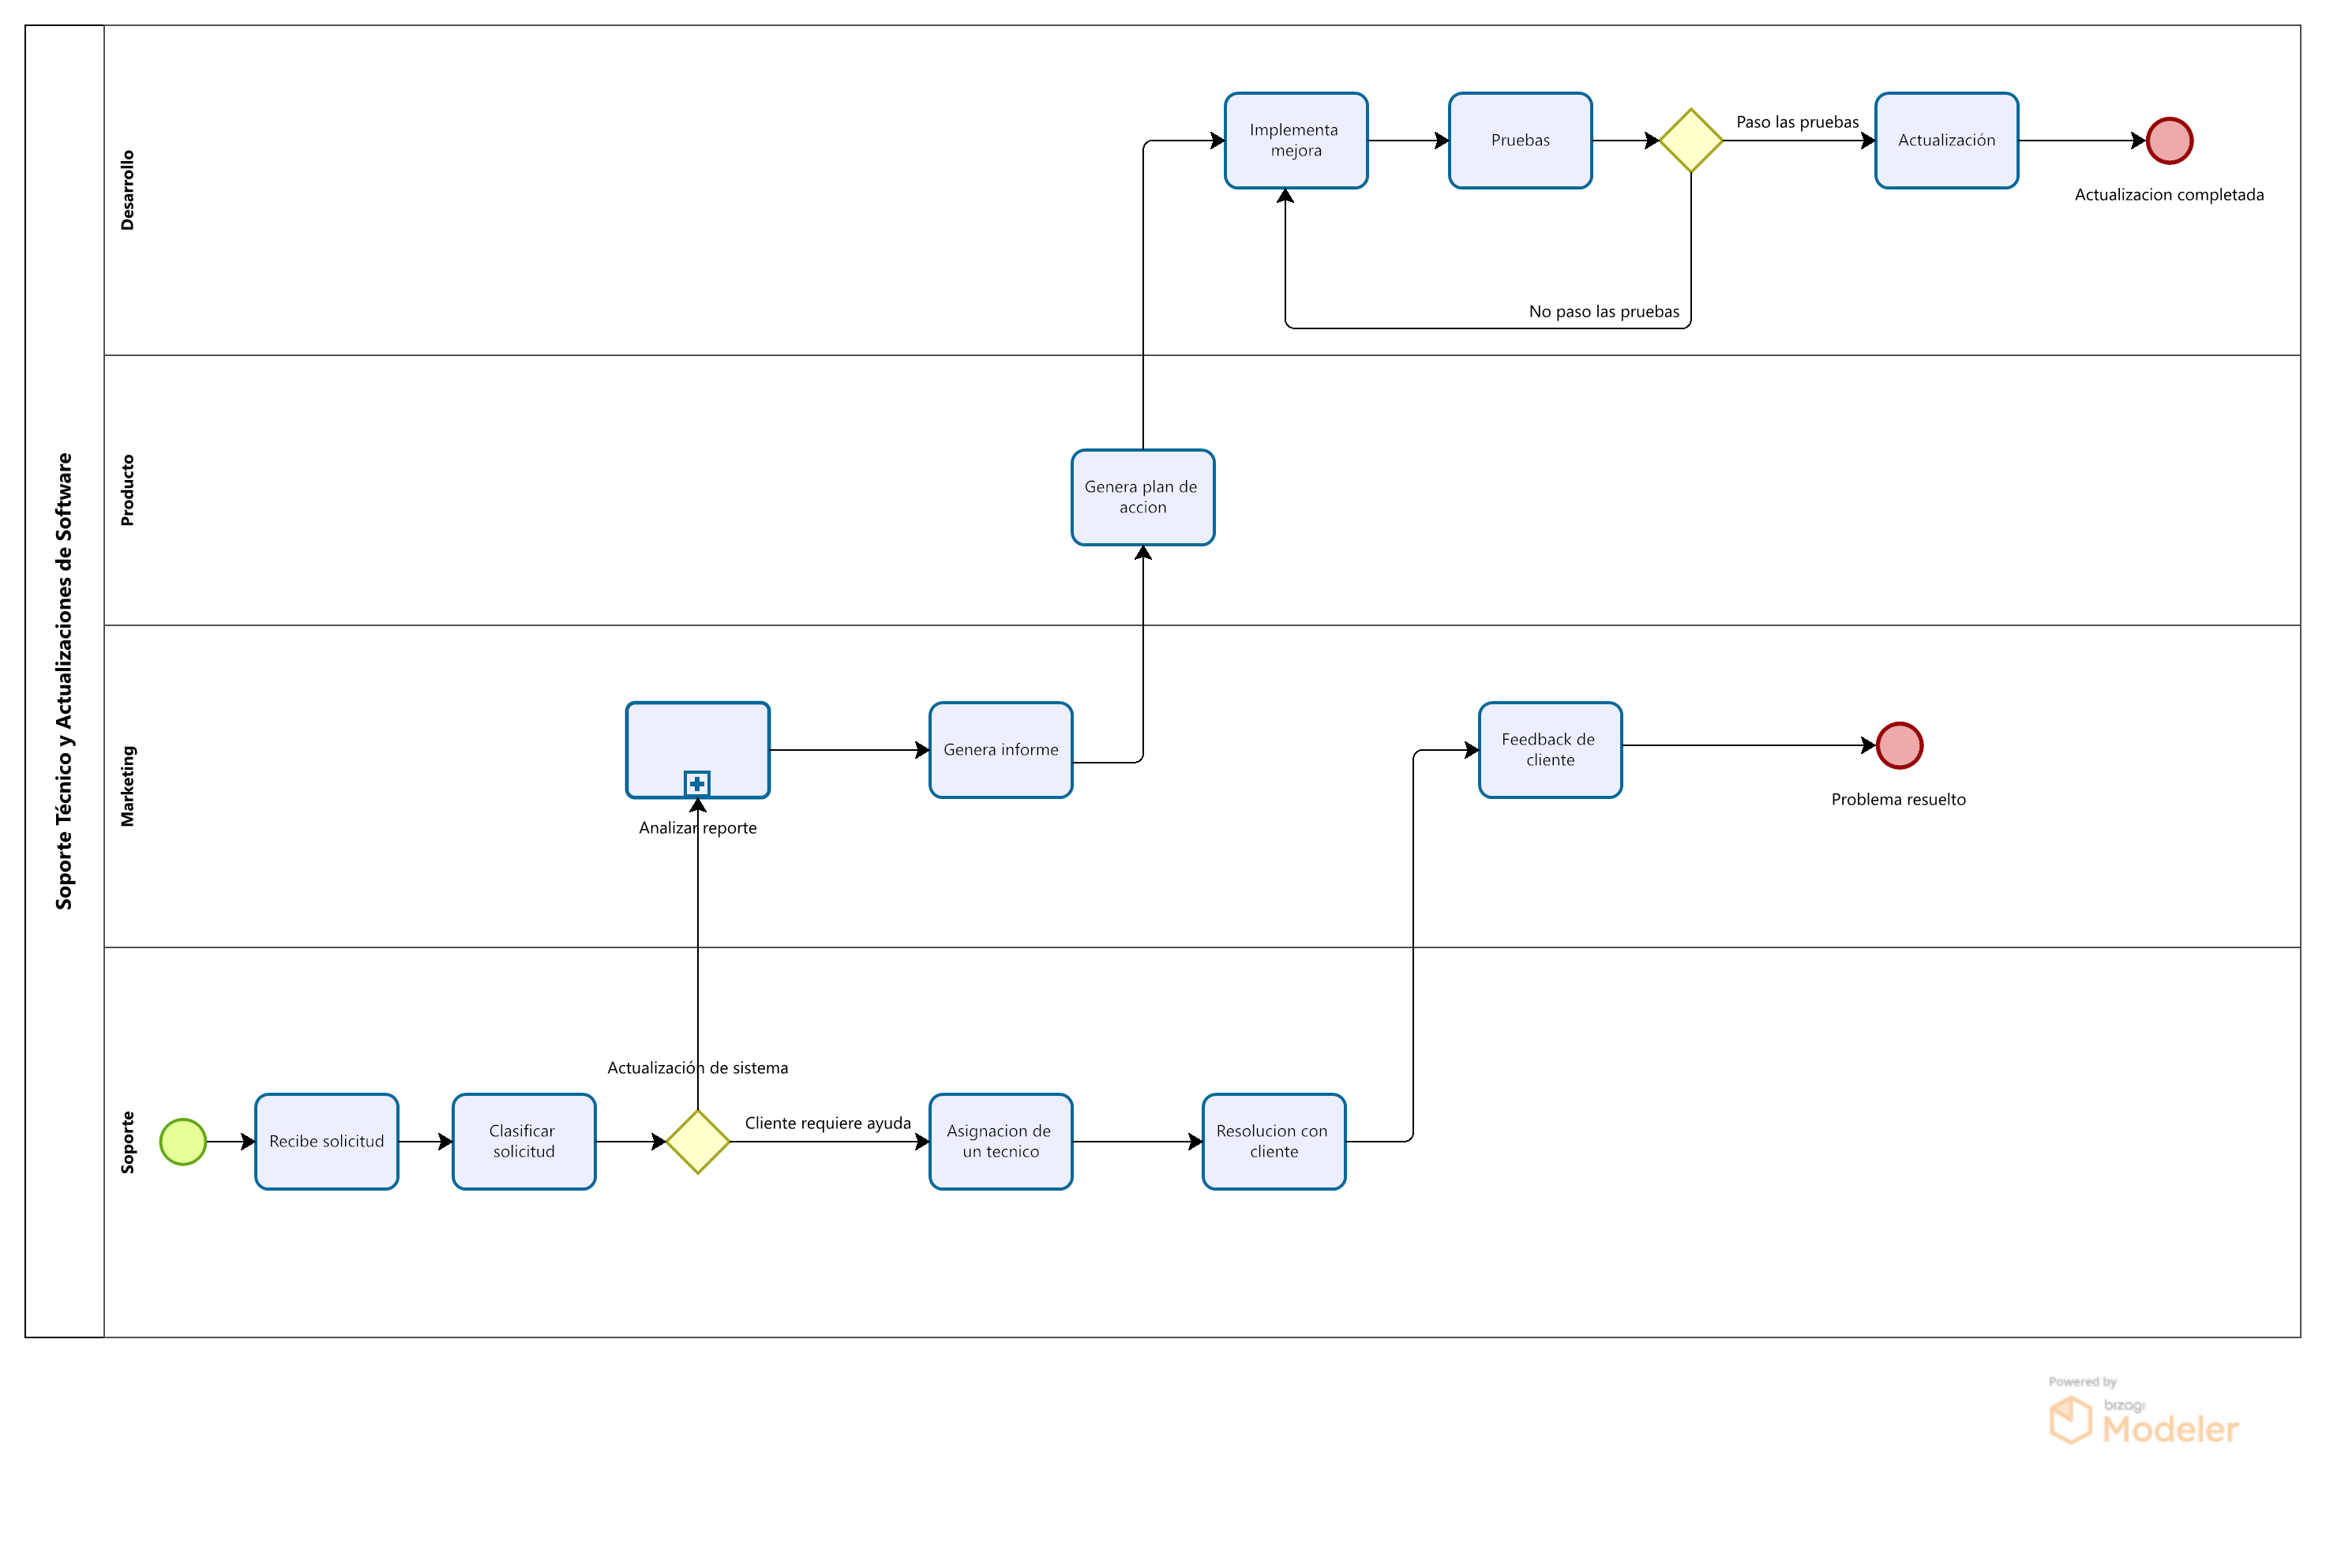 Soporte Técnico y Actualizaciones de Software
Desarrollo
Implementa
mejora
Pruebas
Paso las pruebas
Actualización
Actualizacion completada
No paso las pruebas
Producto
Genera plan de
accion
Marketing
Analizar reporte
Genera informe
Feedback de
cliente
Problema resuelto
Soporte
Recibe solicitud
Clasificar
solicitud
Actualización de sistema
Cliente requiere ayuda
Asignacion de
un tecnico
Resolucion con
cliente
Powered by
bizagi
Modeler